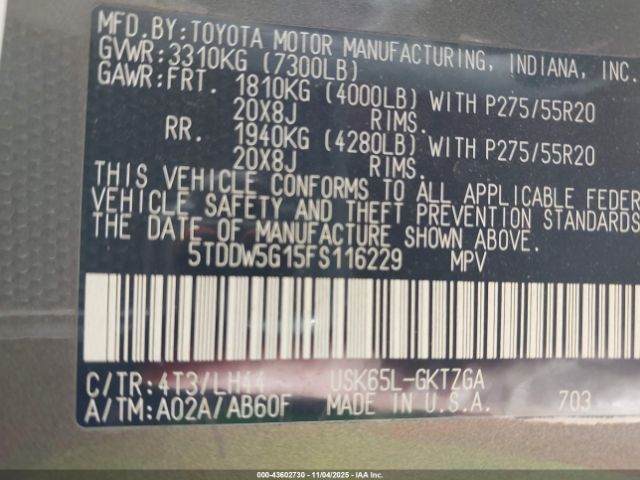 MFD.BY:TOYOTA MOTOR MANUFACTURING, INDIANA, INC.
GVWR:3310KG (7300LB)
GAWR:FRT. 1810KG (4000LB) WITH P275/55R20
20X8J RIMS.
RR. 1940KG (4280LB) WITH P275/55R20
20X8J RIMS.
THIS VEHICLE CONFORMS TO ALL APPLICABLE FEDER
VEHICLE SAFETY AND THEFT PREVENTION STANDARDS
THE DATE OF MANUFACTURE SHOWN ABOVE.
5TDDW5G15FS116229 MPV
C/TR:4T3/LH44 USK65L-GKTZGA
A/TM:A02A/AB60F MADE IN U.S.A. 703
000-43602730 - 11/04/2025 - IAAI.com